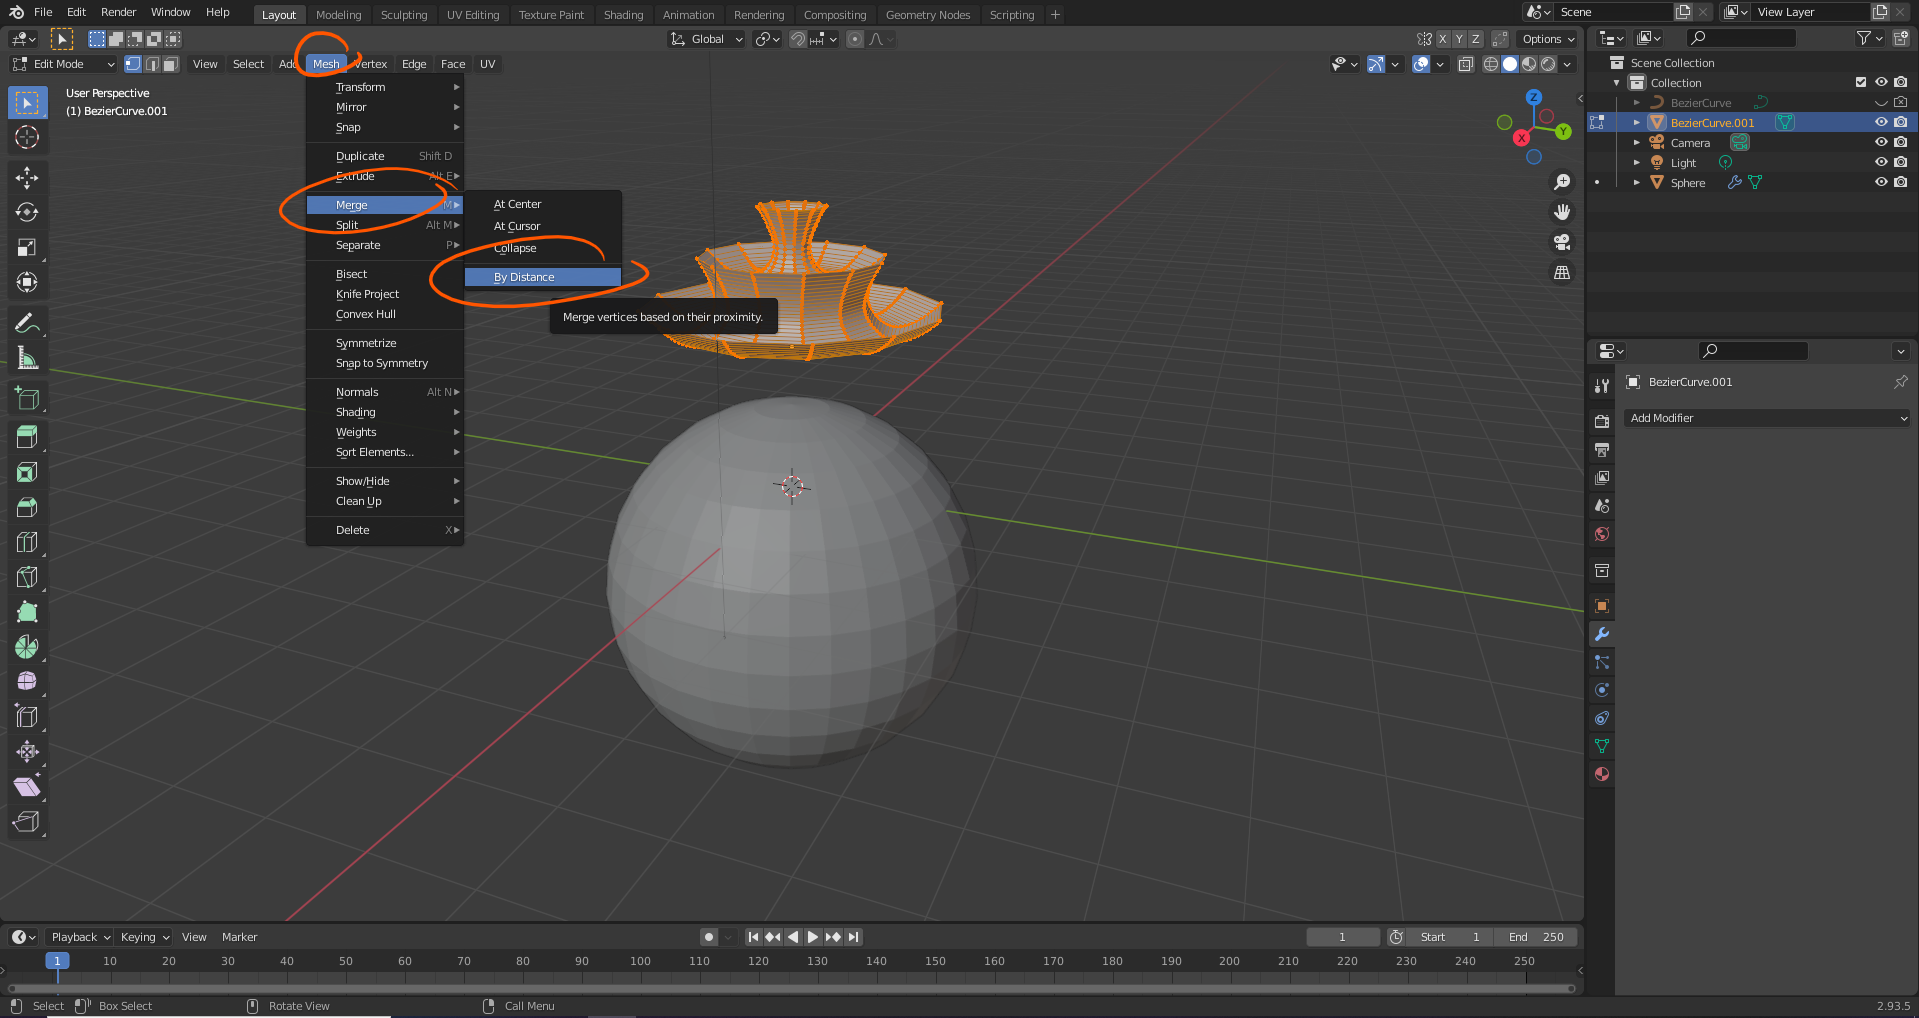 File Edit Render Window Help Layout Modeling Sculpting UV Editing Texture Paint Shading Animation Rendering Compositing Geometry Nodes Scripting + Scene View Layer
Global X Y Z Options
Edit Mode View Select Add Mesh Vertex Edge Face UV
User Perspective
(1) BezierCurve.001
Transform
Mirror
Snap
Duplicate Shift D
Extrude Alt E
Merge M
Split Alt M
Separate P
Bisect
Knife Project
Convex Hull
Symmetrize
Snap to Symmetry
Normals Alt N
Shading
Weights
Sort Elements...
Show/Hide
Clean Up
Delete X
At Center
At Cursor
Collapse
By Distance
Merge vertices based on their proximity.
Z
Y
X
Scene Collection
Collection
BezierCurve
BezierCurve.001
Camera
Light
Sphere
BezierCurve.001
Add Modifier
Playback Keying View Marker 1 Start 1 End 250
1 10 20 30 40 50 60 70 80 90 100 110 120 130 140 150 160 170 180 190 200 210 220 230 240 250
Select Box Select Rotate View Call Menu 2.93.5